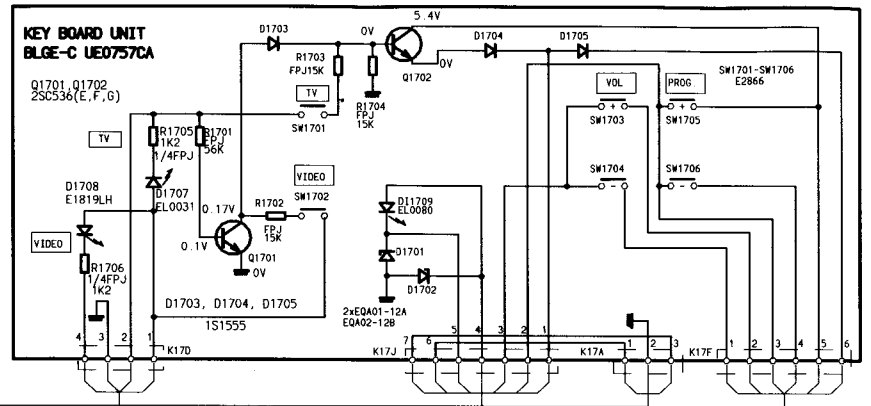 KEY BOARD UNIT
BLGE-C UE0757CA
Q1701,Q1702
2SC536(E,F,G)
D1703
R1703
FPJ15K
0V
5.4V
Q1702
0V
D1704
D1705
R1704
FPJ
15K
TV
SW1701
VOL
PROG.
SW1701-SW1706
E2866
+
SW1703
+
SW1705
SW1704
-
SW1706
-
TV
R1705
1K2
1/4FPJ
R1701
FPJ
56K
D1708
E1819LH
D1707
EL0031
VIDEO
R1706
1/4FPJ
1K2
0.17V
0.1V
R1702
FPJ
15K
VIDEO
SW1702
Q1701
0V
D1703, D1704, D1705
1S1555
DI1709
EL0080
D1701
D1702
2xEQA01-12A
EQA02-12B
4 3 2 1 K17D
K17J 7 6 5 4 3 2 1
K17A 1 2 3
K17F 1 2 3 4 5 6